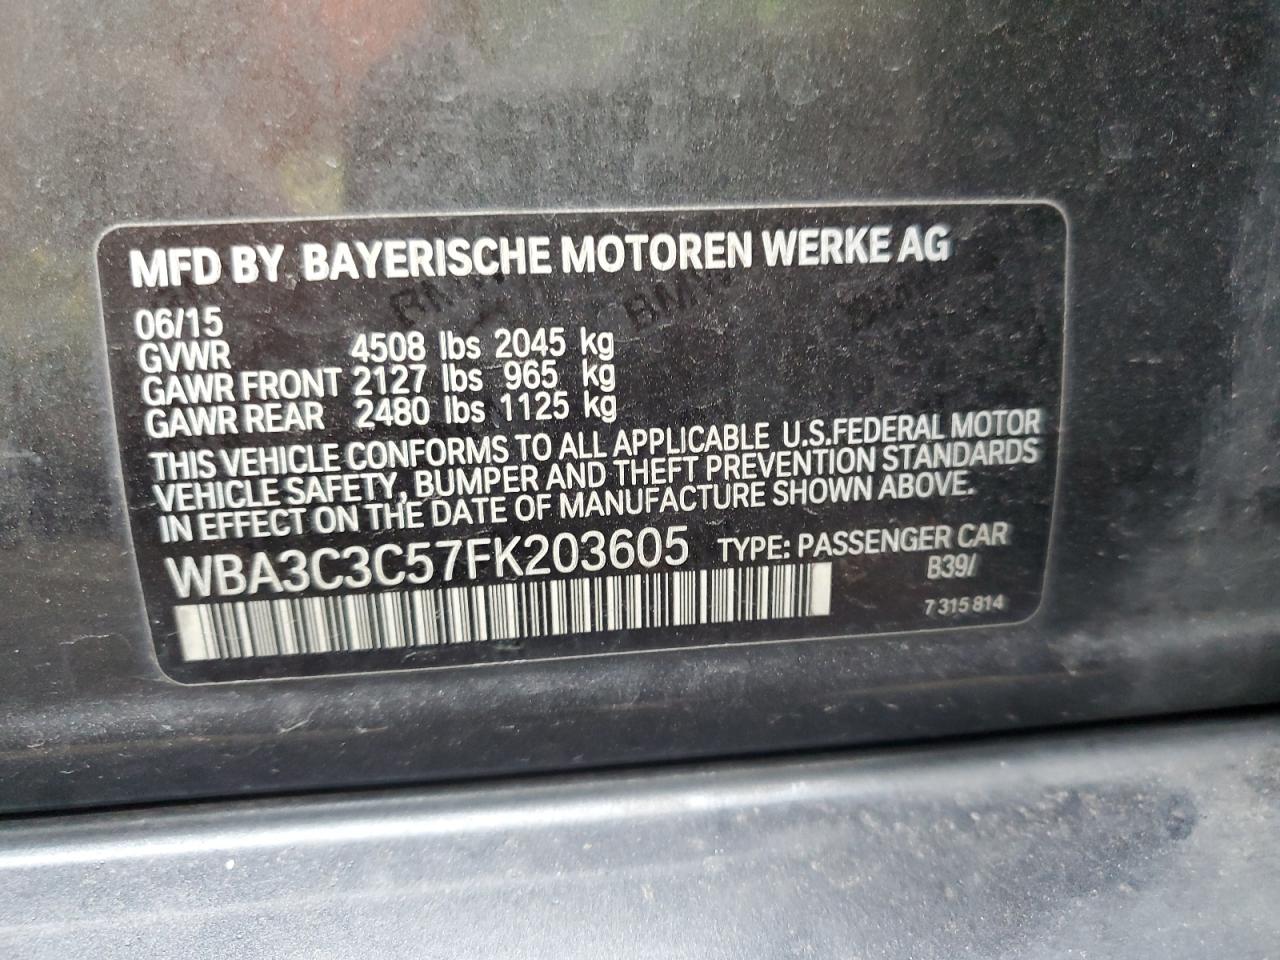 MFD BY BAYERISCHE MOTOREN WERKE AG
06/15
GVWR 4508 lbs 2045 kg
GAWR FRONT 2127 lbs 965 kg
GAWR REAR 2480 lbs 1125 kg
THIS VEHICLE CONFORMS TO ALL APPLICABLE U.S.FEDERAL MOTOR
VEHICLE SAFETY, BUMPER AND THEFT PREVENTION STANDARDS
IN EFFECT ON THE DATE OF MANUFACTURE SHOWN ABOVE.
WBA3C3C57FK203605 TYPE: PASSENGER CAR
B39/
7 315 814
BMW
BMW